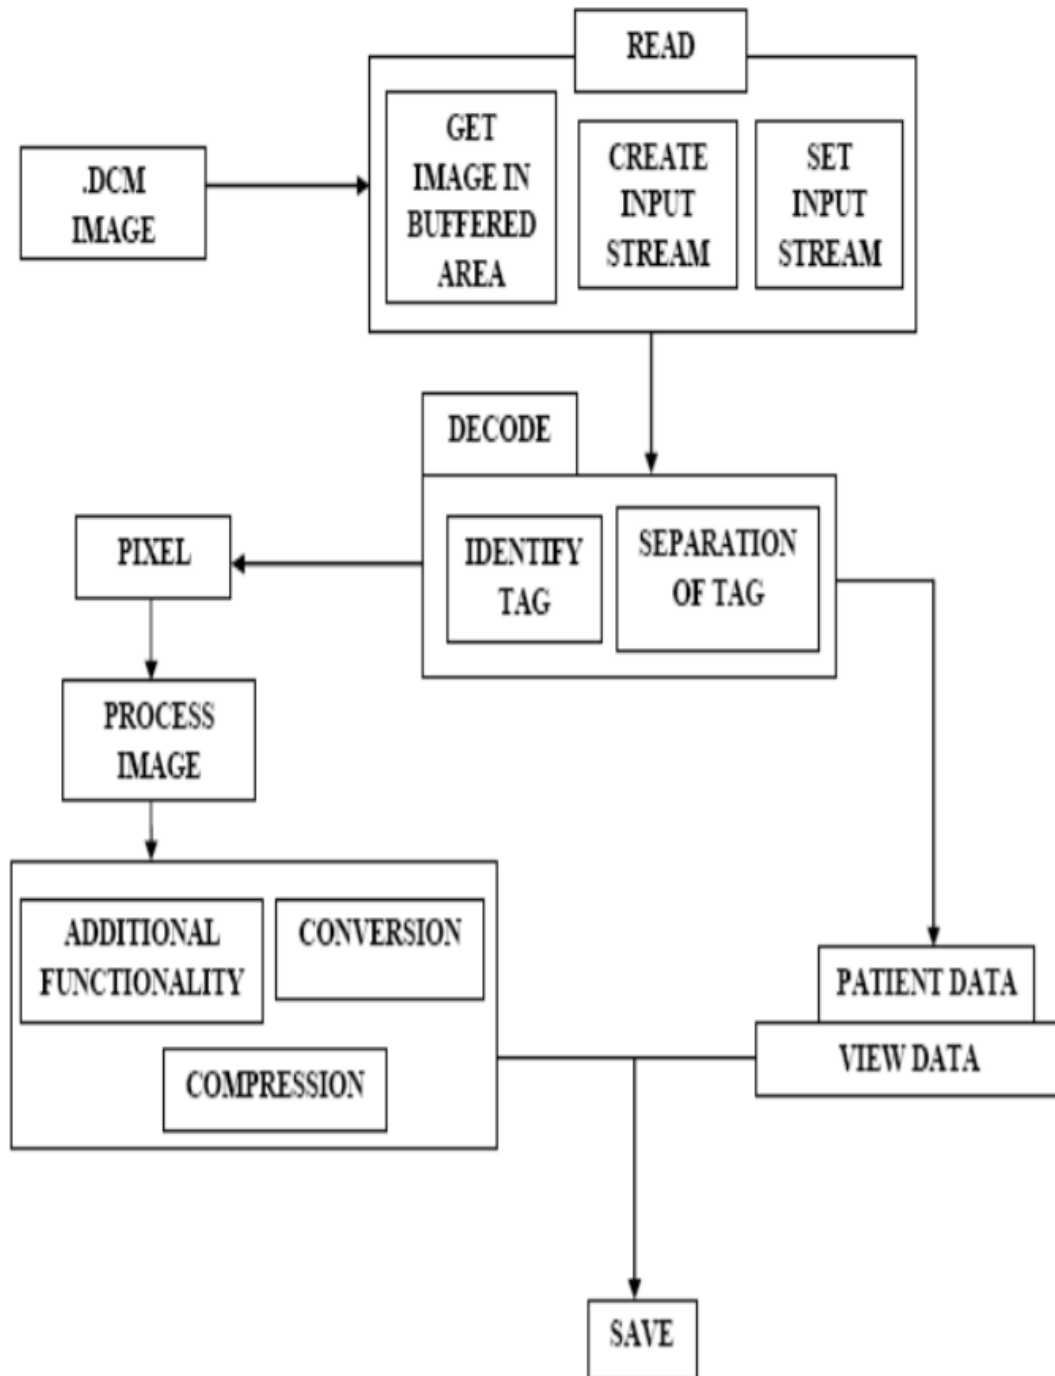 READ
GET
IMAGE IN
BUFFERED
AREA
CREATE
INPUT
STREAM
SET
INPUT
STREAM
.DCM
IMAGE
DECODE
IDENTIFY
TAG
SEPARATION
OF TAG
PIXEL
PROCESS
IMAGE
ADDITIONAL
FUNCTIONALITY
CONVERSION
COMPRESSION
PATIENT DATA
VIEW DATA
SAVE